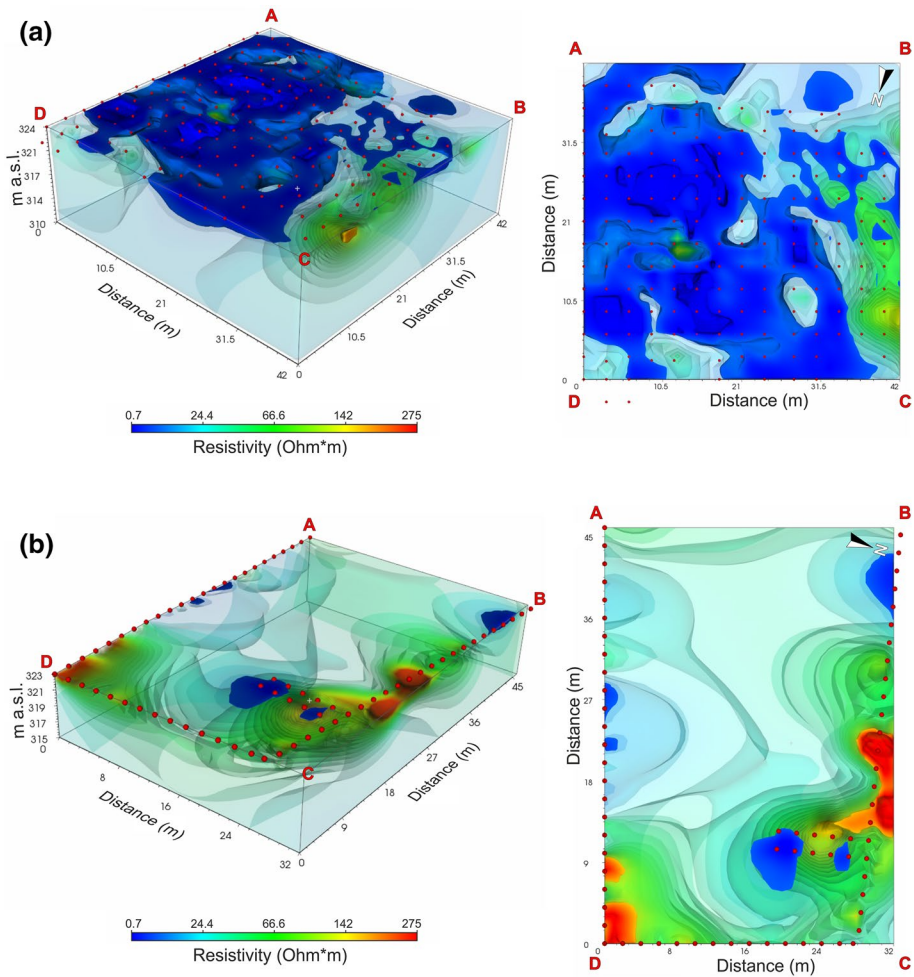 (a)
A
D
B
C
324
321
317
314
310
m a.s.l.
0
10.5
21
31.5
42
Distance (m)
0
10.5
21
31.5
42
Distance (m)
A
B
N
31.5
21
10.5
0
Distance (m)
10.5
21
31.5
42
D
Distance (m)
C
0.7
24.4
66.6
142
275
Resistivity (Ohm*m)
(b)
A
B
D
C
323
321
319
317
315
m a.s.l.
8
16
24
32
Distance (m)
0
9
18
27
36
45
Distance (m)
A
B
N
45
36
27
18
9
0
Distance (m)
0
8
16
24
32
D
Distance (m)
C
0.7
24.4
66.6
142
275
Resistivity (Ohm*m)